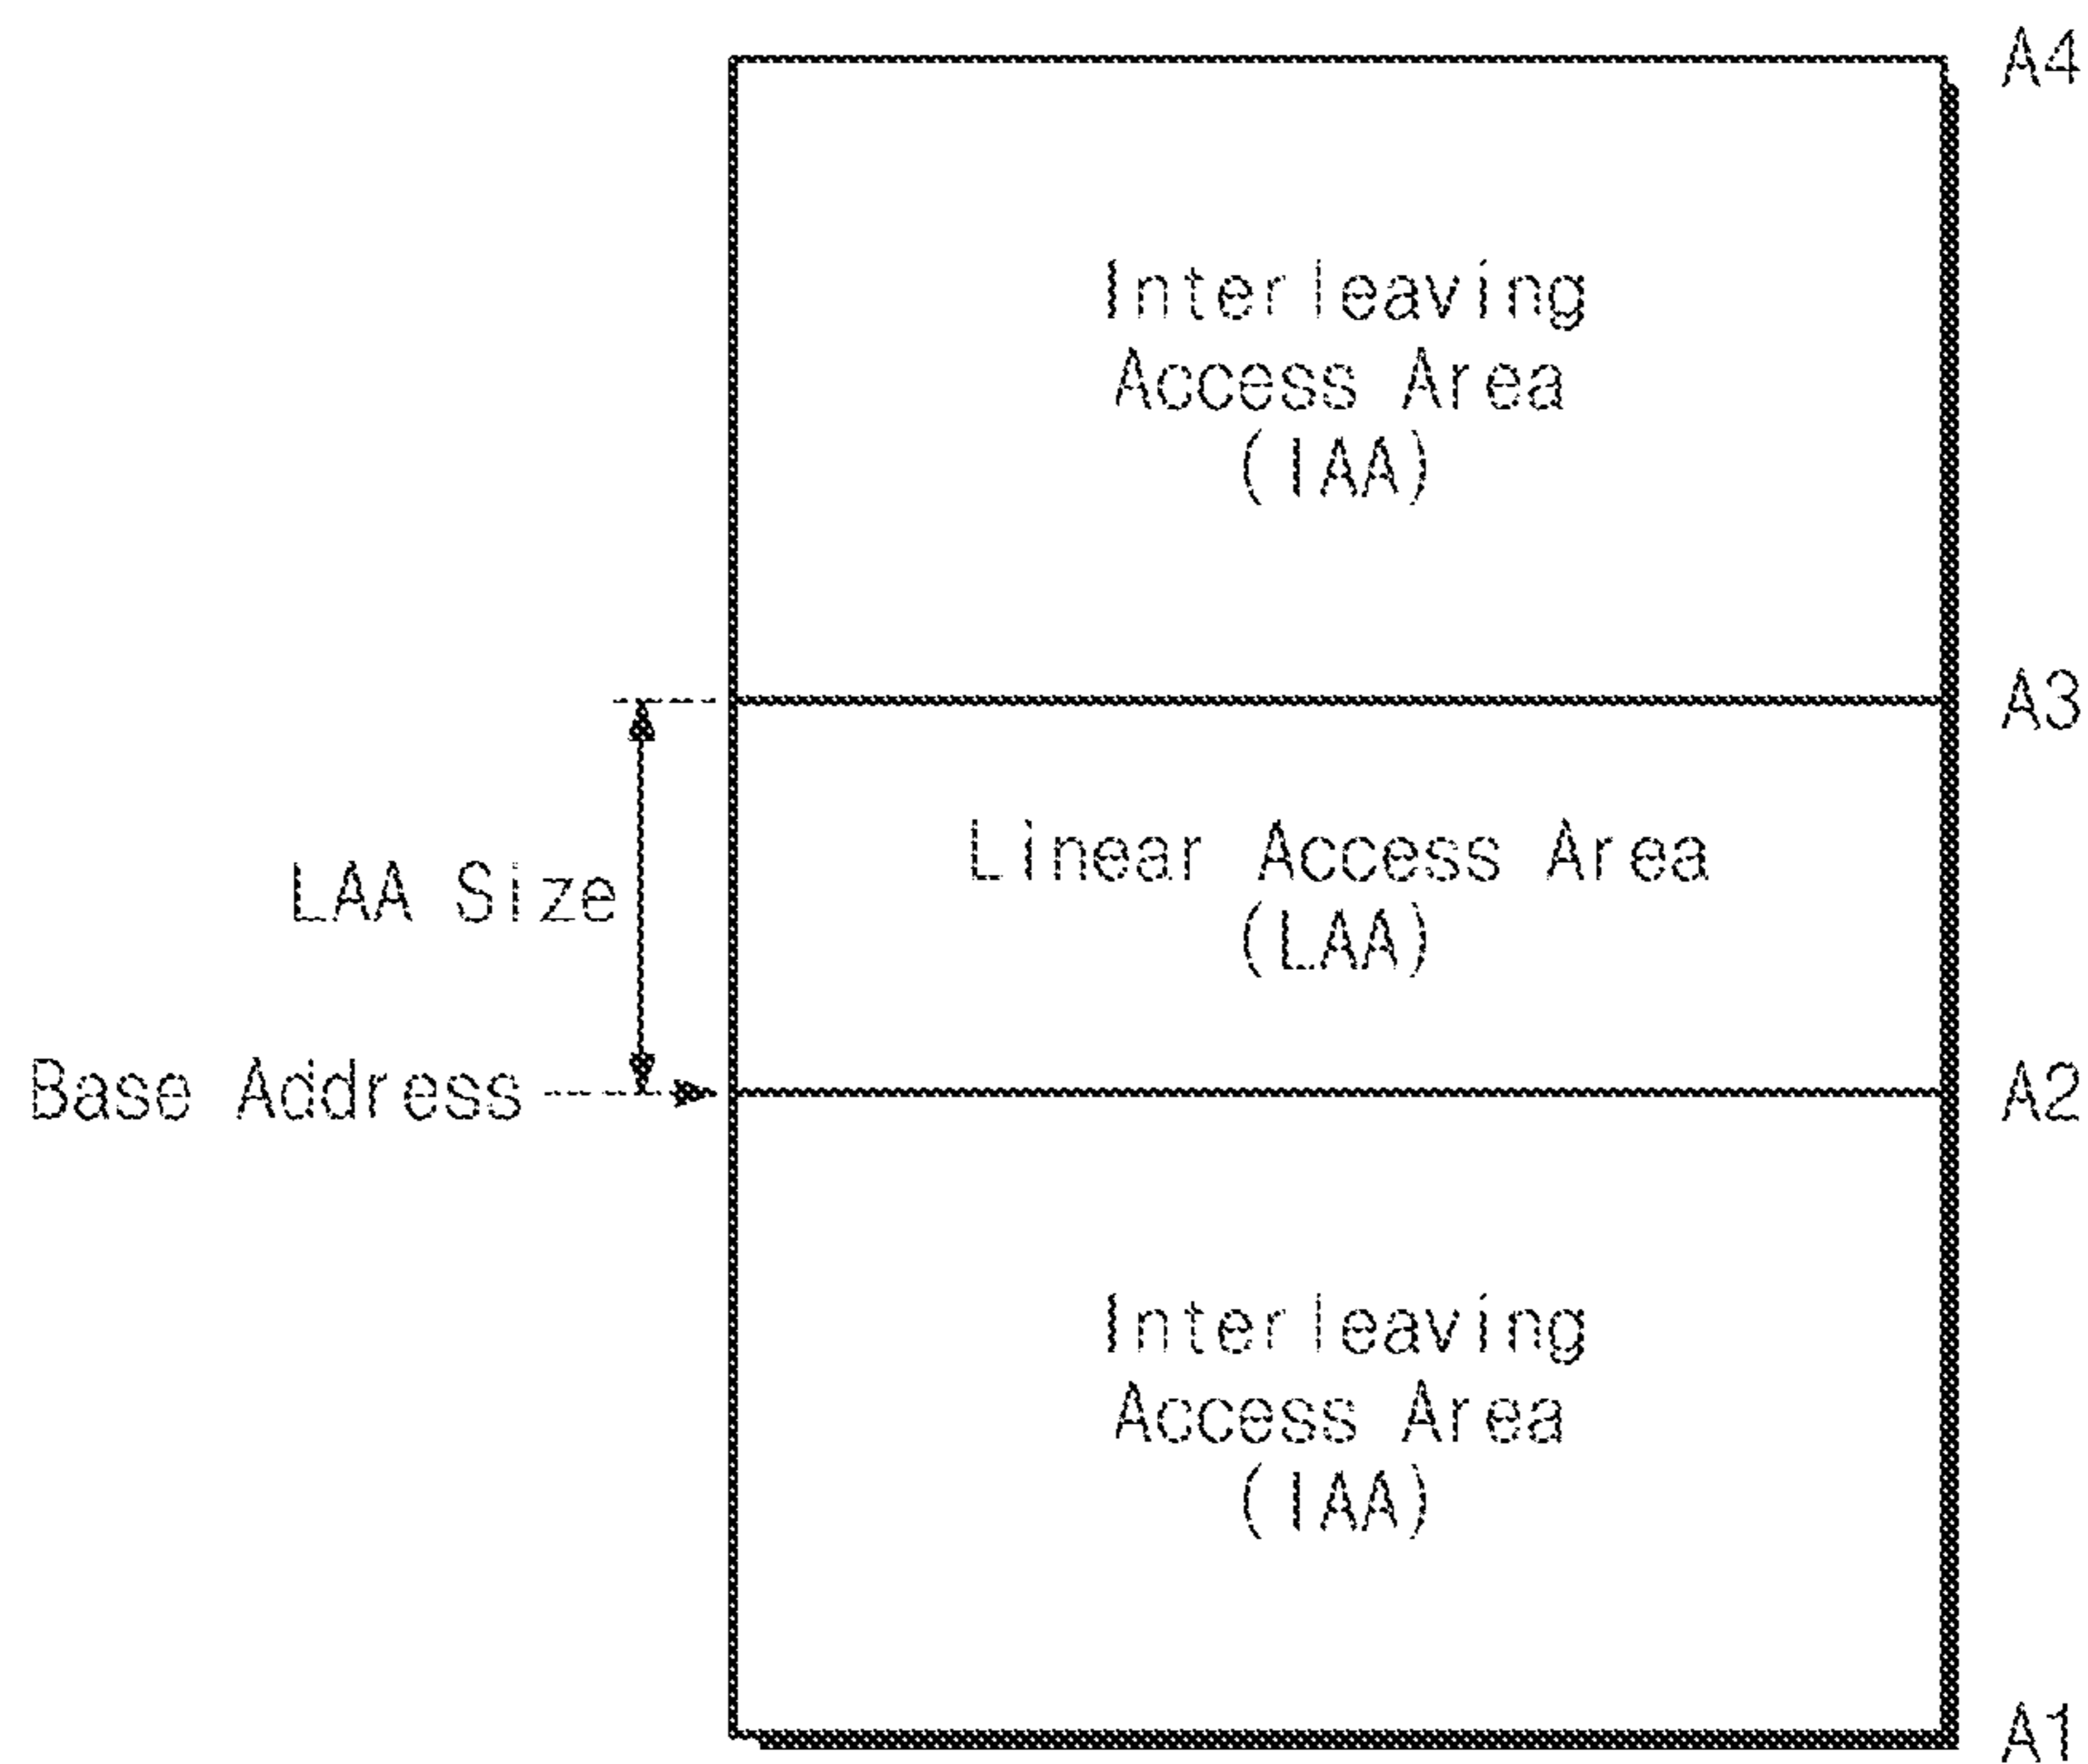 A4
Interleaving
Access Area
(IAA)
A3
Linear Access Area
(LAA)
LAA Size
Base Address
A2
Interleaving
Access Area
(IAA)
A1